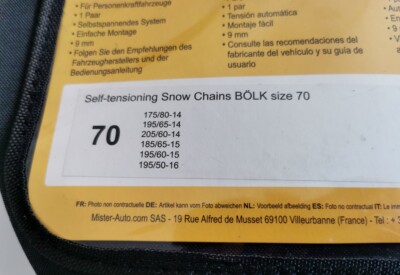 • Für Personenkraftfahrzeuge
• 1 Paar
• Selbstspannendes System
• Einfache Montage
• 9 mm
• Folgen Sie den Empfehlungen des
Fahrzeugherstellers und der
Bedienungsanleitung
• 1 par
• Tensión automática
• Montaje fácil
• 9 mm
• Consulte las recomendaciones del
fabricante del vehículo y su guía de
usuario
Self-tensioning Snow Chains BÖLK size 70
70
175/80-14
195/65-14
205/60-14
185/65-15
195/60-15
195/50-16
FR: Photo non contractuelle DE: Artikel kann vom Foto abweichen NL: Voorbeeld afbeelding ES: Foto no contractual IT: Le imm
Mister-Auto.com SAS - 19 Rue Alfred de Musset 69100 Villeurbanne (France) - Tel : +